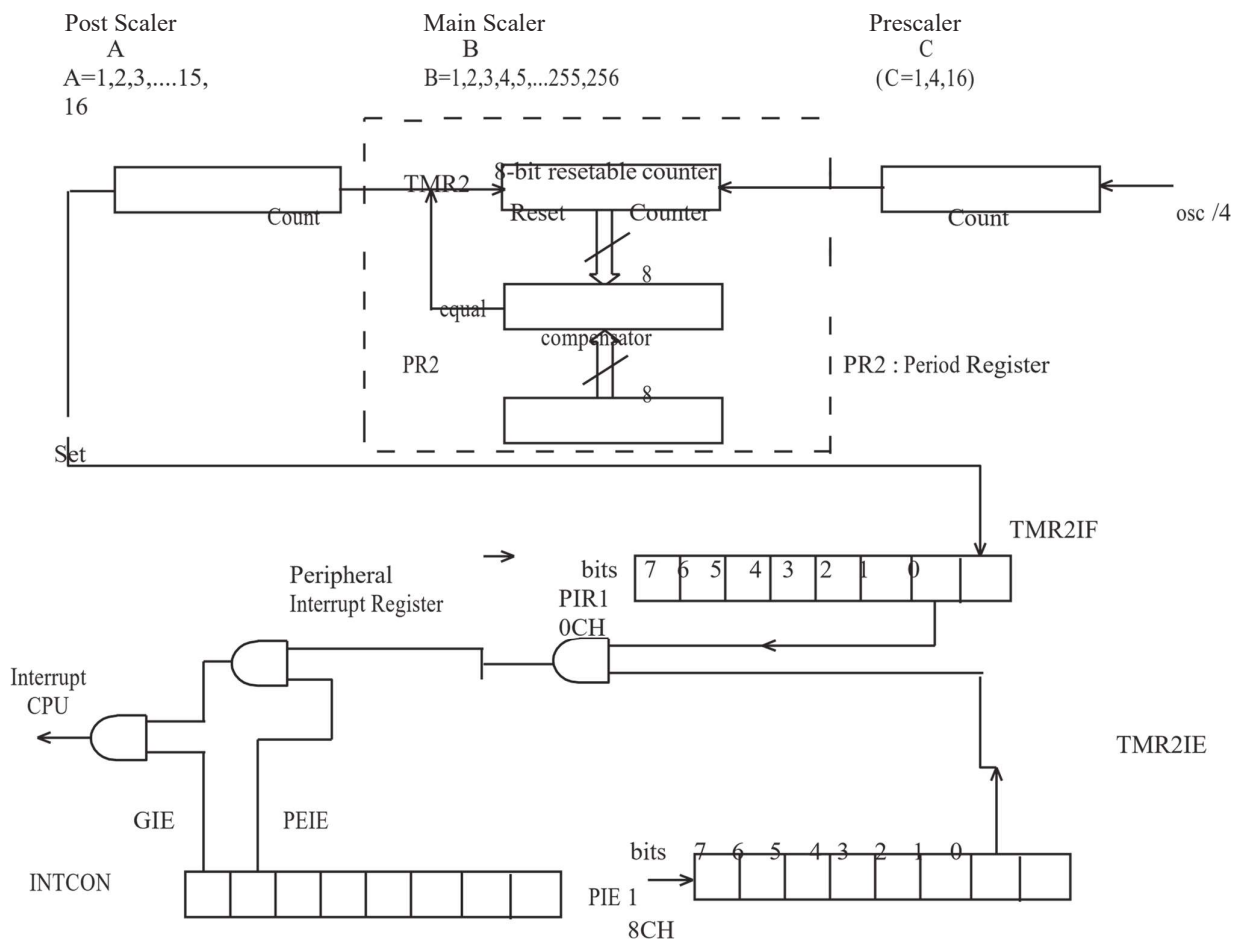 Post Scaler
A
A=1,2,3,....15,
16
Main Scaler
B
B=1,2,3,4,5,...255,256
Prescaler
C
(C=1,4,16)
TMR2
8-bit resetable counter
Reset
Counter
Count
Count
osc /4
8
equal
compensator
PR2
8
PR2 : Period Register
Set
TMR2IF
bits 7 6 5 4 3 2 1 0
PIR1
0CH
Peripheral
Interrupt Register
Interrupt
CPU
TMR2IE
GIE
PEIE
INTCON
bits 7 6 5 4 3 2 1 0
PIE 1
8CH